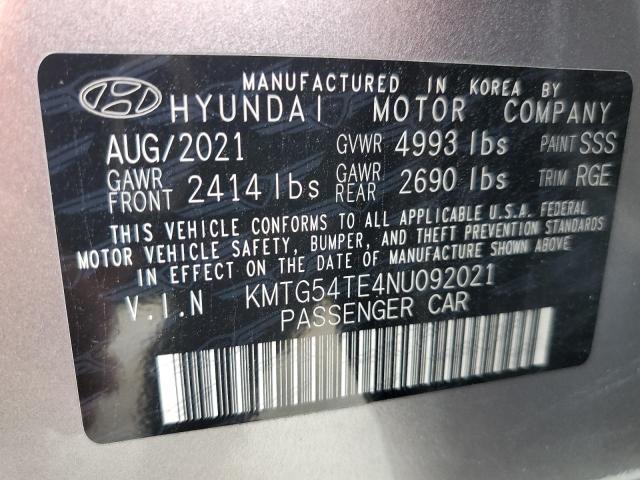 MANUFACTURED IN KOREA BY
HYUNDAI MOTOR COMPANY
AUG/2021 GVWR 4993 lbs PAINT SSS
GAWR FRONT 2414 lbs GAWR REAR 2690 lbs TRIM RGE
THIS VEHICLE CONFORMS TO ALL APPLICABLE U.S.A. FEDERAL
MOTOR VEHICLE SAFETY, BUMPER, AND THEFT PREVENTION STANDARDS
IN EFFECT ON THE DATE OF MANUFACTURE SHOWN ABOVE.
V.I.N KMTG54TE4NU092021
PASSENGER CAR